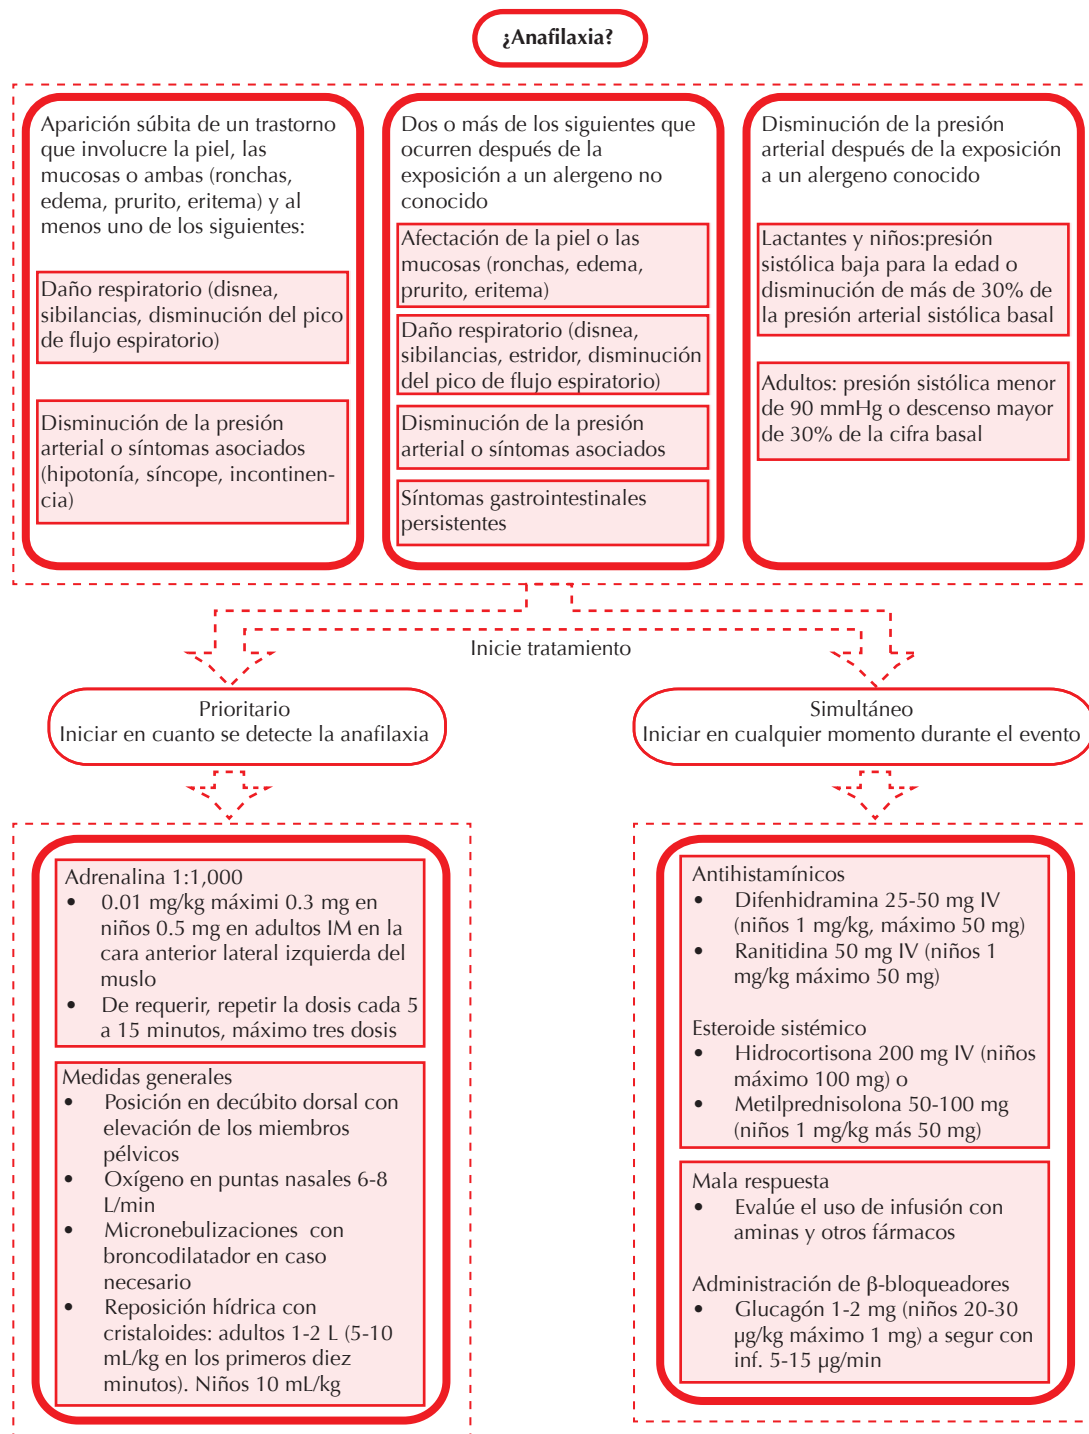 ¿Anafilaxia?
Aparición súbita de un trastorno
que involucre la piel, las
mucosas o ambas (ronchas,
edema, prurito, eritema) y al
menos uno de los siguientes:
Daño respiratorio (disnea,
sibilancias, disminución del pico
de flujo espiratorio)
Disminución de la presión
arterial o síntomas asociados
(hipotonía, síncope, incontinen-
cia)
Dos o más de los siguientes que
ocurren después de la
exposición a un alergeno no
conocido
Afectación de la piel o las
mucosas (ronchas, edema,
prurito, eritema)
Daño respiratorio (disnea,
sibilancias, estridor, disminución
del pico de flujo espiratorio)
Disminución de la presión
arterial o síntomas asociados
Síntomas gastrointestinales
persistentes
Disminución de la presión
arterial después de la exposición
a un alergeno conocido
Lactantes y niños:presión
sistólica baja para la edad o
disminución de más de 30% de
la presión arterial sistólica basal
Adultos: presión sistólica menor
de 90 mmHg o descenso mayor
de 30% de la cifra basal
Inicie tratamiento
Prioritario
Iniciar en cuanto se detecte la anafilaxia
Adrenalina 1:1,000
• 0.01 mg/kg máximi 0.3 mg en
niños 0.5 mg en adultos IM en la
cara anterior lateral izquierda del
muslo
• De requerir, repetir la dosis cada 5
a 15 minutos, máximo tres dosis
Medidas generales
• Posición en decúbito dorsal con
elevación de los miembros
pélvicos
• Oxígeno en puntas nasales 6-8
L/min
• Micronebulizaciones con
broncodilatador en caso
necesario
• Reposición hídrica con
cristaloides: adultos 1-2 L (5-10
mL/kg en los primeros diez
minutos). Niños 10 mL/kg
Simultáneo
Iniciar en cualquier momento durante el evento
Antihistamínicos
• Difenhidramina 25-50 mg IV
(niños 1 mg/kg, máximo 50 mg)
• Ranitidina 50 mg IV (niños 1
mg/kg máximo 50 mg)
Esteroide sistémico
• Hidrocortisona 200 mg IV (niños
máximo 100 mg) o
• Metilprednisolona 50-100 mg
(niños 1 mg/kg más 50 mg)
Mala respuesta
• Evalúe el uso de infusión con
aminas y otros fármacos
Administración de β-bloqueadores
• Glucagón 1-2 mg (niños 20-30
µg/kg máximo 1 mg) a segur con
inf. 5-15 µg/min